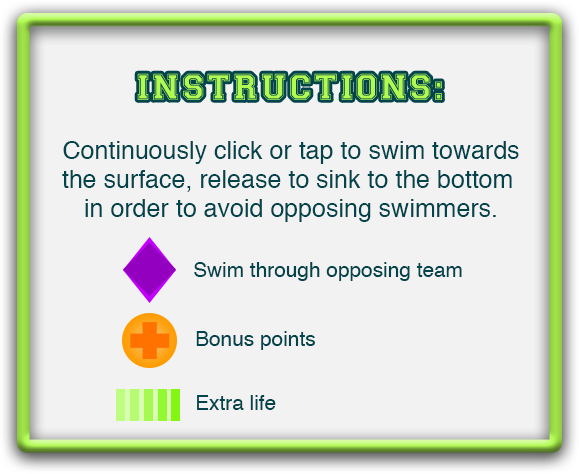 INSTRUCTIONS:
Continuously click or tap to swim towards
the surface, release to sink to the bottom
in order to avoid opposing swimmers.
Swim through opposing team
Bonus points
Extra life